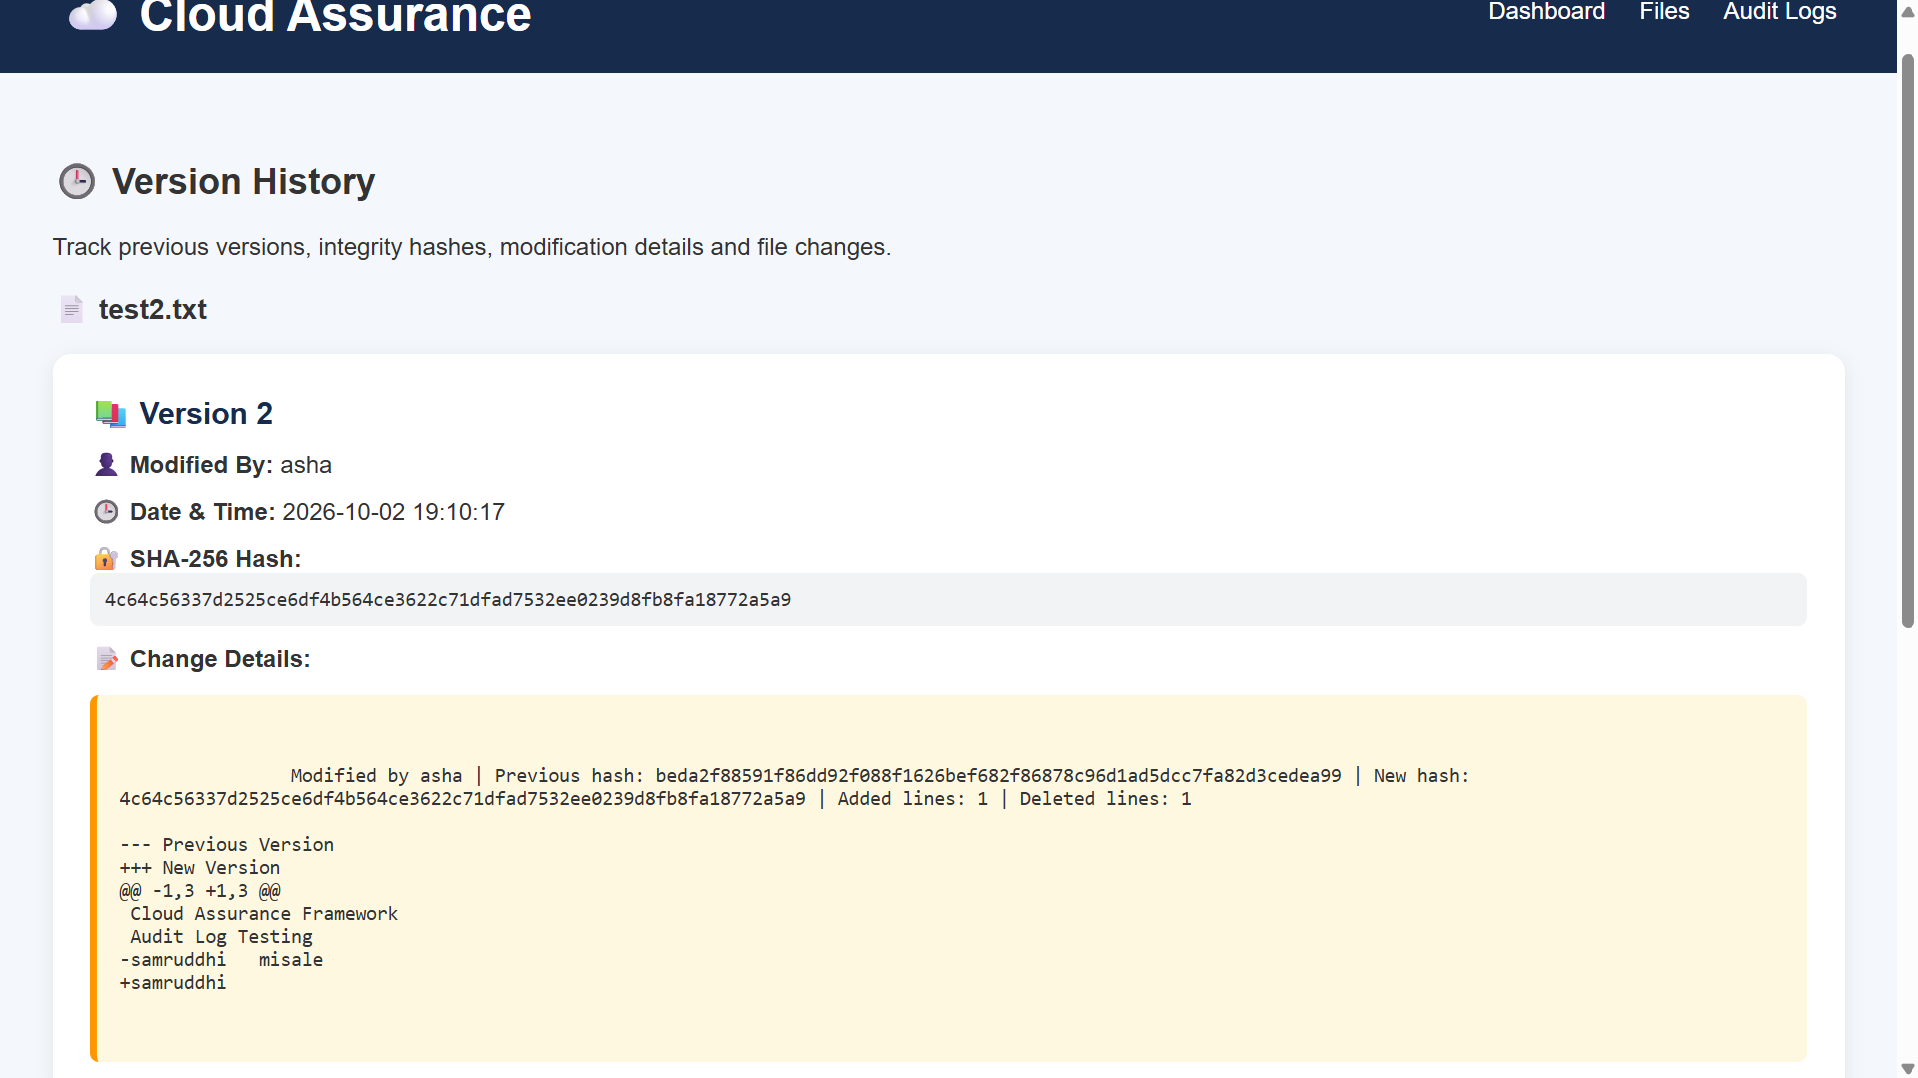 Cloud Assurance
Dashboard Files Audit Logs
Version History
Track previous versions, integrity hashes, modification details and file changes.
test2.txt
Version 2
Modified By: asha
Date & Time: 2026-10-02 19:10:17
SHA-256 Hash:
4c64c56337d2525ce6df4b564ce3622c71dfad7532ee0239d8fb8fa18772a5a9
Change Details:
Modified by asha | Previous hash: beda2f88591f86dd92f088f1626bef682f86878c96d1ad5dcc7fa82d3cedea99 | New hash:
4c64c56337d2525ce6df4b564ce3622c71dfad7532ee0239d8fb8fa18772a5a9 | Added lines: 1 | Deleted lines: 1
--- Previous Version
+++ New Version
@@ -1,3 +1,3 @@
Cloud Assurance Framework
Audit Log Testing
-samruddhi   misale
+samruddhi